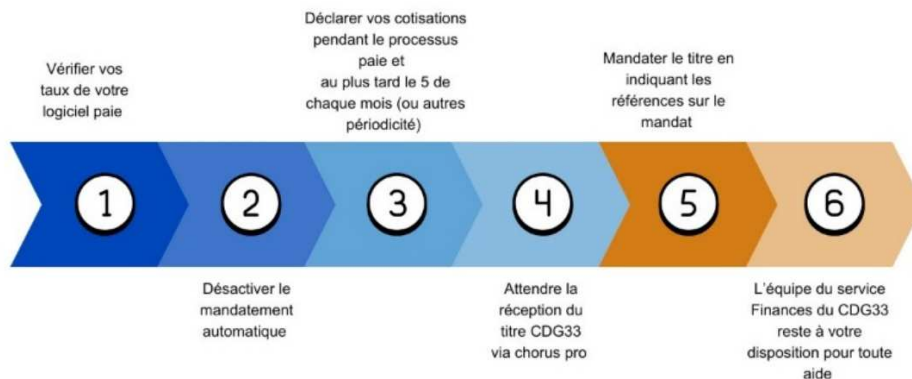 Vérifier vos
taux de votre
logiciel paie
1
Désactiver le
mandatement
automatique
2
Déclarer vos cotisations
pendant le processus
paie et
au plus tard le 5 de
chaque mois (ou autres
périodicité)
3
Attendre la
réception du
titre CDG33
via chorus pro
4
Mandater le titre en
indiquant les
références sur le
mandat
5
L'équipe du service
Finances du CDG33
reste à votre
disposition pour toute
aide
6